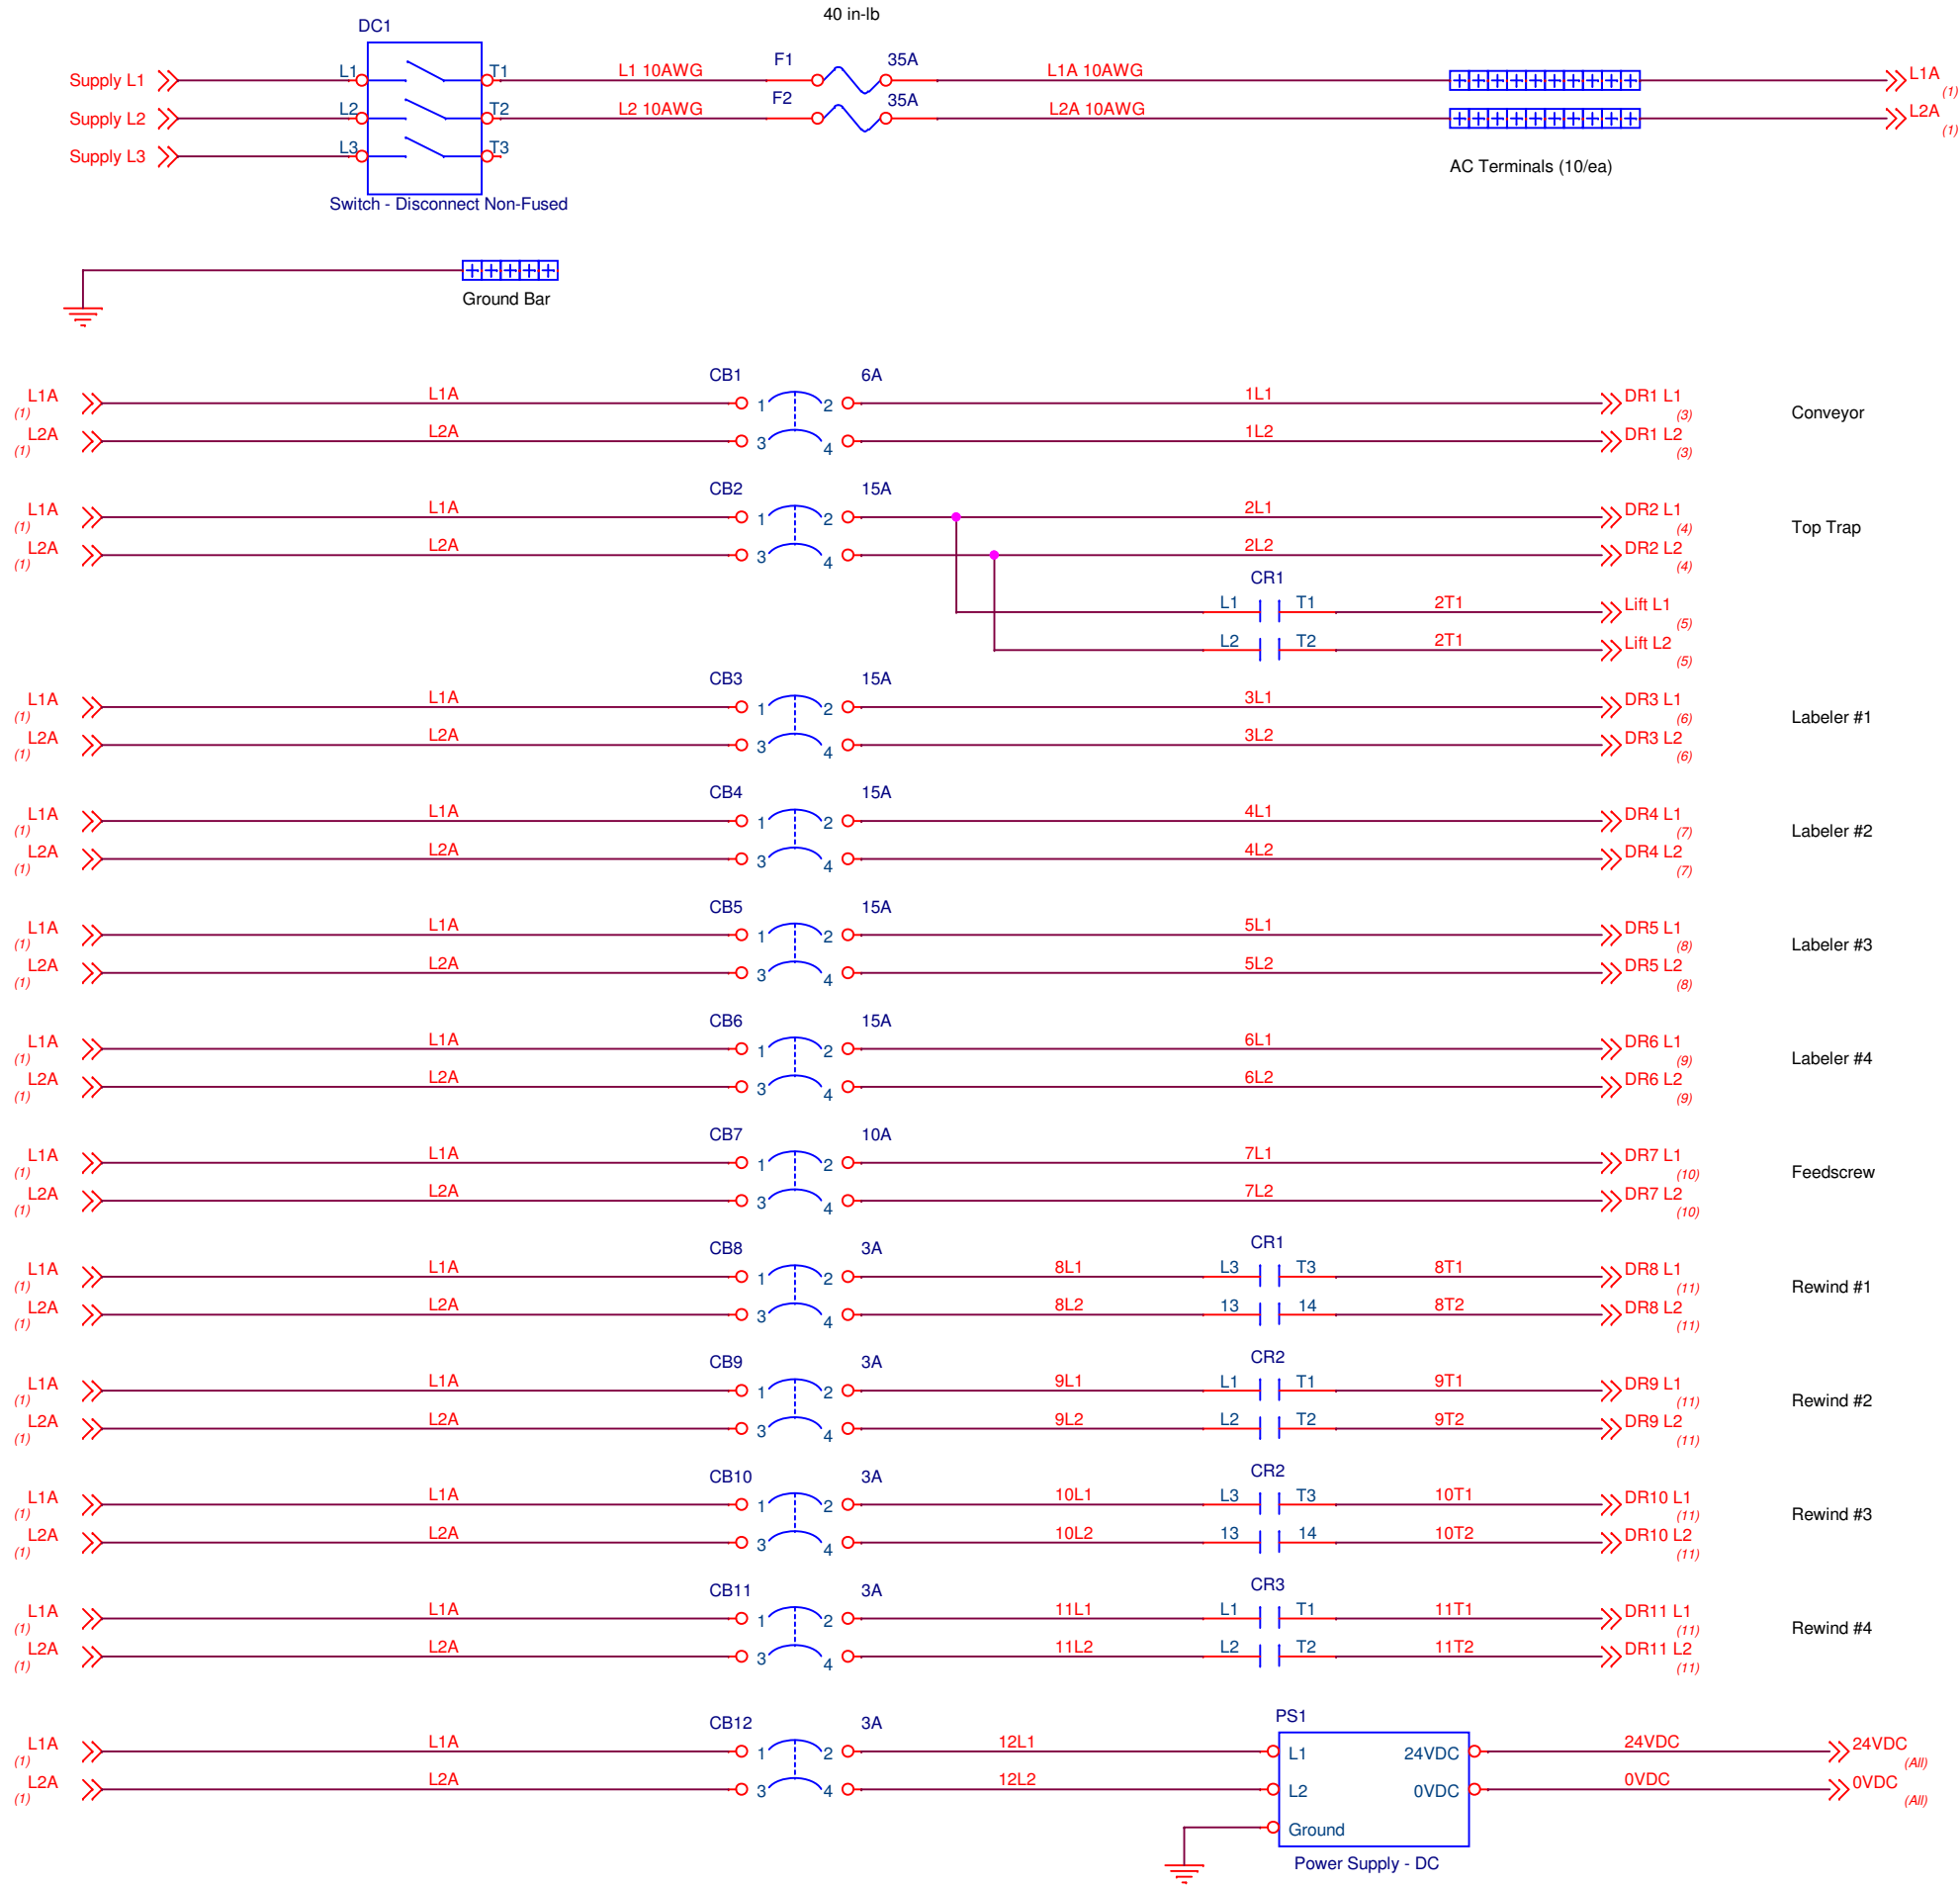 40 in-lb
DC1
Supply L1 L1 T1 L1 10AWG F1 35A L1A 10AWG L1A (1)
Supply L2 L2 T2 L2 10AWG F2 35A L2A 10AWG L2A (1)
Supply L3 L3 T3
AC Terminals (10/ea)
Switch - Disconnect Non-Fused
Ground Bar
CB1 6A
L1A (1) L1A 1 2 1L1 DR1 L1 (3)
Conveyor
L2A (1) L2A 3 4 1L2 DR1 L2 (3)
CB2 15A
L1A (1) L1A 1 2 2L1 DR2 L1 (4)
Top Trap
L2A (1) L2A 3 4 2L2 DR2 L2 (4)
CR1
L1 T1 2T1 Lift L1 (5)
L2 T2 2T1 Lift L2 (5)
CB3 15A
L1A (1) L1A 1 2 3L1 DR3 L1 (6)
Labeler #1
L2A (1) L2A 3 4 3L2 DR3 L2 (6)
CB4 15A
L1A (1) L1A 1 2 4L1 DR4 L1 (7)
Labeler #2
L2A (1) L2A 3 4 4L2 DR4 L2 (7)
CB5 15A
L1A (1) L1A 1 2 5L1 DR5 L1 (8)
Labeler #3
L2A (1) L2A 3 4 5L2 DR5 L2 (8)
CB6 15A
L1A (1) L1A 1 2 6L1 DR6 L1 (9)
Labeler #4
L2A (1) L2A 3 4 6L2 DR6 L2 (9)
CB7 10A
L1A (1) L1A 1 2 7L1 DR7 L1 (10)
Feedscrew
L2A (1) L2A 3 4 7L2 DR7 L2 (10)
CB8 3A CR1
L1A (1) L1A 1 2 8L1 L3 T3 8T1 DR8 L1 (11)
Rewind #1
L2A (1) L2A 3 4 8L2 13 14 8T2 DR8 L2 (11)
CB9 3A CR2
L1A (1) L1A 1 2 9L1 L1 T1 9T1 DR9 L1 (11)
Rewind #2
L2A (1) L2A 3 4 9L2 L2 T2 9T2 DR9 L2 (11)
CB10 3A CR2
L1A (1) L1A 1 2 10L1 L3 T3 10T1 DR10 L1 (11)
Rewind #3
L2A (1) L2A 3 4 10L2 13 14 10T2 DR10 L2 (11)
CB11 3A CR3
L1A (1) L1A 1 2 11L1 L1 T1 11T1 DR11 L1 (11)
Rewind #4
L2A (1) L2A 3 4 11L2 L2 T2 11T2 DR11 L2 (11)
CB12 3A PS1
L1A (1) L1A 1 2 12L1 L1 24VDC 24VDC 24VDC (All)
L2A (1) L2A 3 4 12L2 L2 0VDC 0VDC 0VDC (All)
Ground
Power Supply - DC